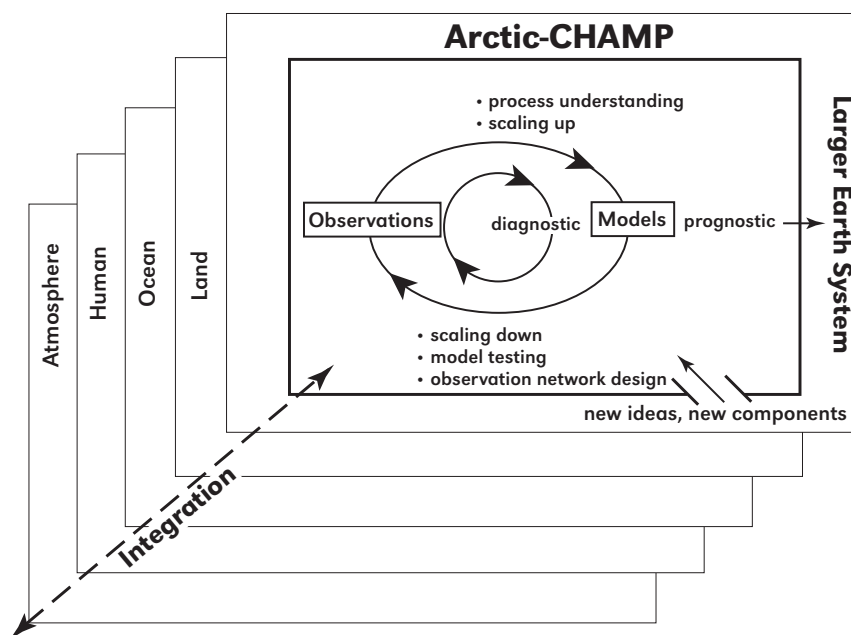 Arctic-CHAMP
• process understanding
• scaling up
Observations
diagnostic
Models
prognostic
Larger Earth System
• scaling down
• model testing
• observation network design
new ideas, new components
Land
Ocean
Human
Atmosphere
Integration